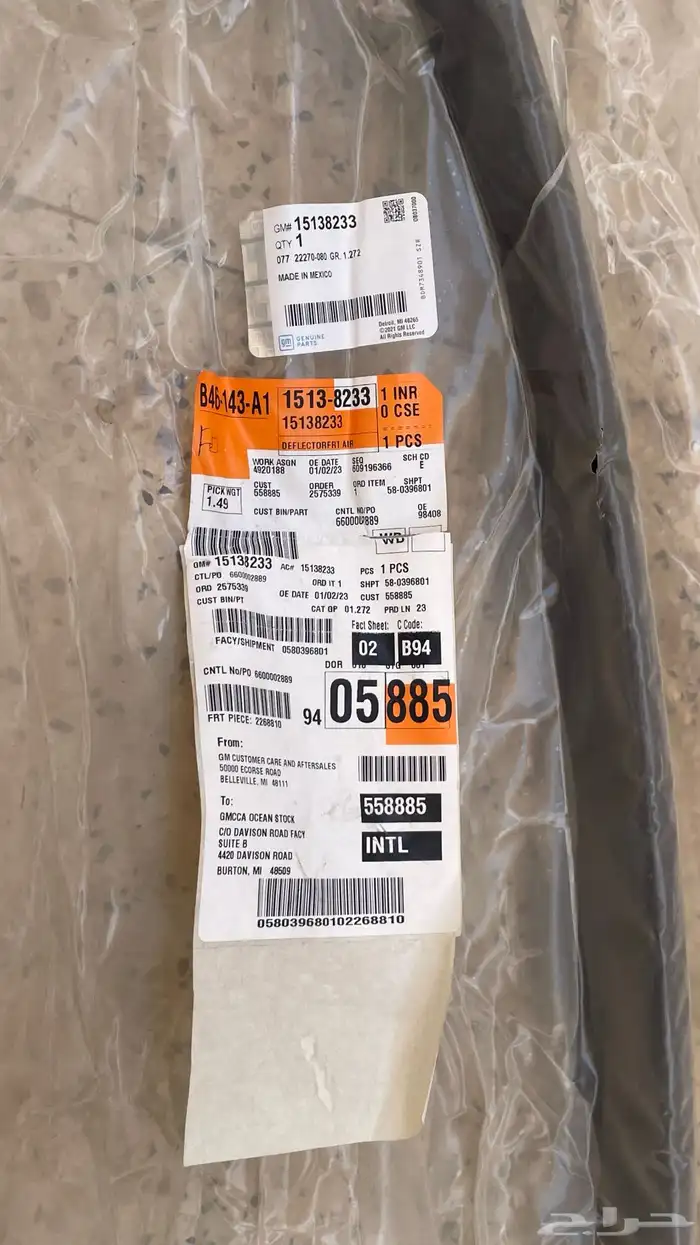 GM# 15138233
QTY 1
077 22270-080 GR. 1.272
MADE IN MEXICO
gm GENUINE PARTS
Detroit, MI 48265
©2021 GM LLC
All Rights Reserved
B46-143-A1
1513-8233
15138233
DEFLECTORFRT AIR
1 INR
0 CSE
1 PCS
WORK ASGN 4920188
OE DATE 01/02/23
SEQ 609196366
SCH CD E
PICK WGT 1.49
CUST 558885
ORDER 2575339
ORD ITEM 1
SHPT 58-0396801
CUST BIN/PART
CNTL NO/PO 660002889
OE 98408
WB
GM# 15138233 AC# 15138233 PCS 1 PCS
CTL/PO 6600002889 ORD IT 1 SHPT 58-0396801
ORD 2575339 OE DATE 01/02/23 CUST 558885
CUST BIN/PT CAT GP 01.272 PRD LN 23
Fact Sheet: C Code:
02 B94
FACY/SHIPMENT 0580396801
DOR
CNTL No/PO 6600002889
94 05 885
FRT PIECE: 2268810
From:
GM CUSTOMER CARE AND AFTERSALES
50000 ECORSE ROAD
BELLEVILLE, MI 48111
To:
558885
GMCCA OCEAN STOCK
C/O DAVISON ROAD FACY
SUITE B
INTL
4420 DAVISON ROAD
BURTON, MI 48509
058039680102268810
حراج